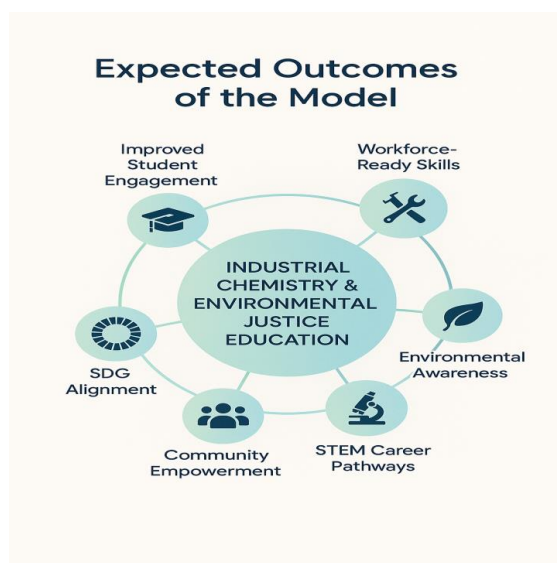 Expected Outcomes
of the Model
Improved
Student
Engagement
Workforce-
Ready Skills
INDUSTRIAL
CHEMISTRY &
ENVIRONMENTAL
JUSTICE
EDUCATION
SDG
Alignment
Environmental
Awareness
Community
Empowerment
STEM Career
Pathways